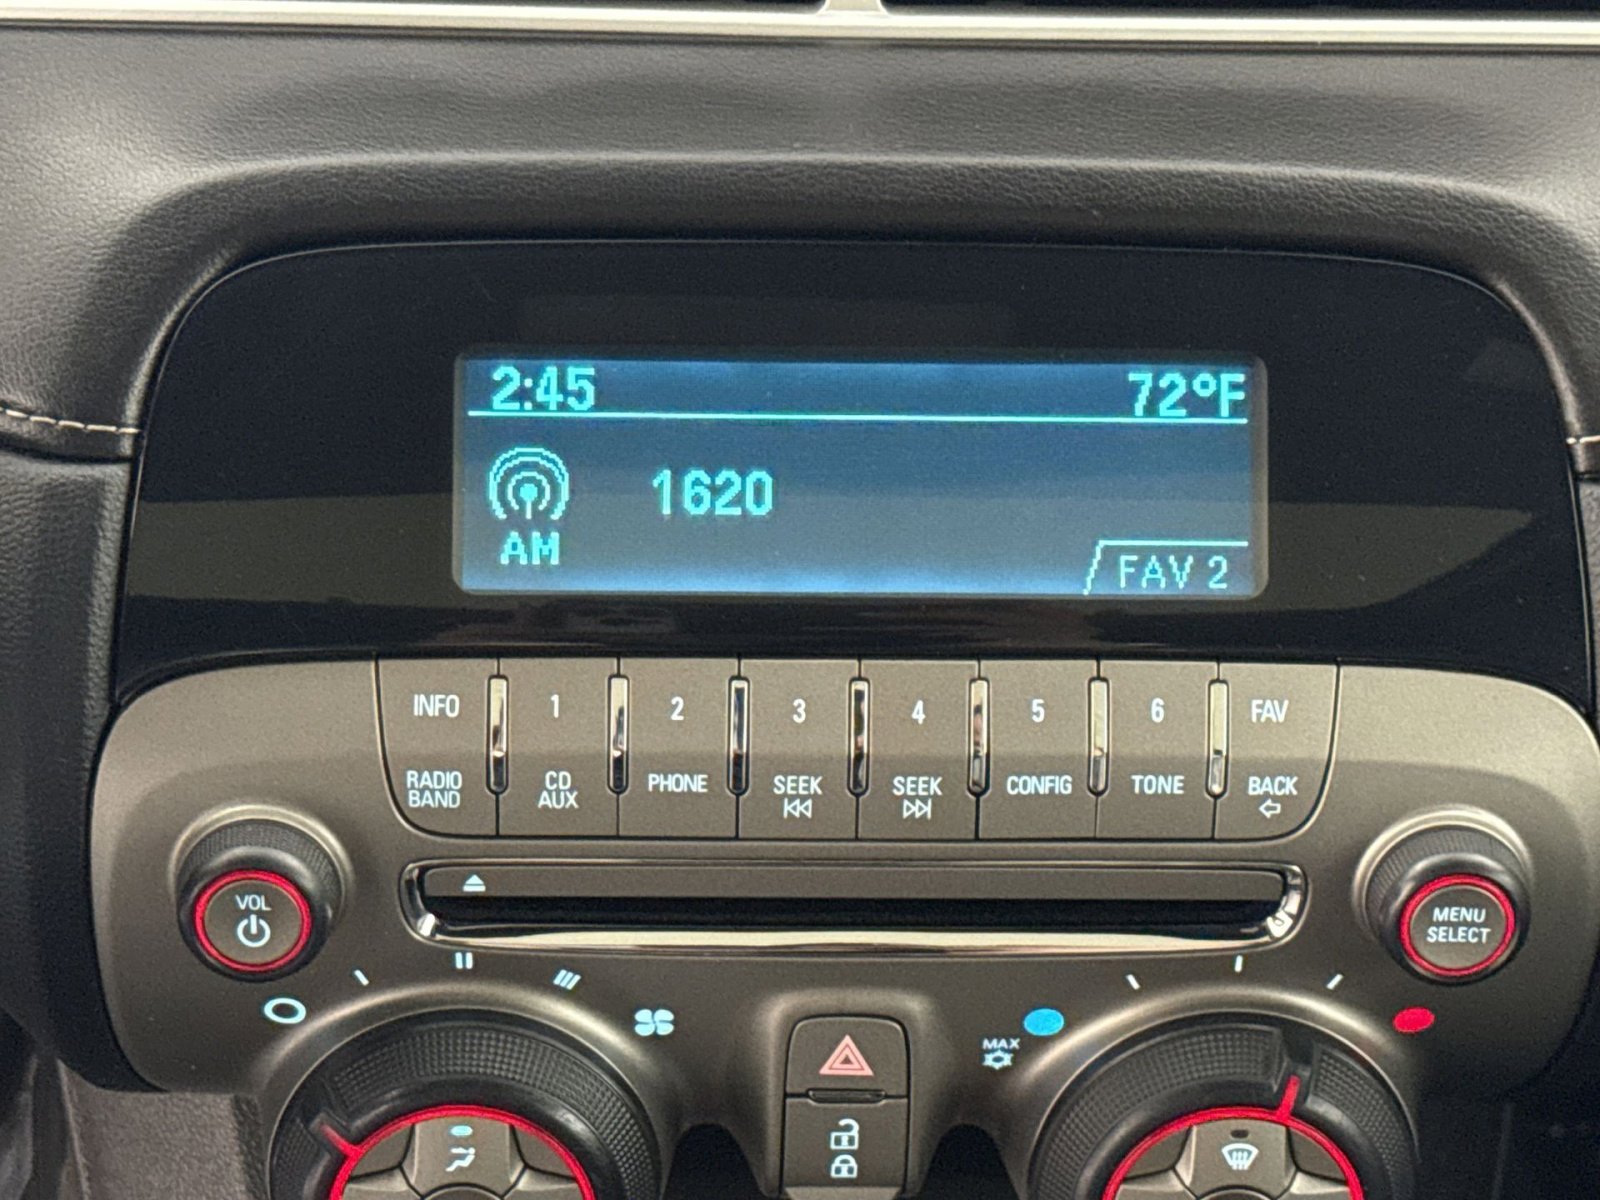 2:45 72°F
1620
AM
FAV 2
INFO 1 2 3 4 5 6 FAV
RADIO BAND CD AUX PHONE SEEK SEEK CONFIG TONE BACK
VOL
MENU
SELECT
MAX